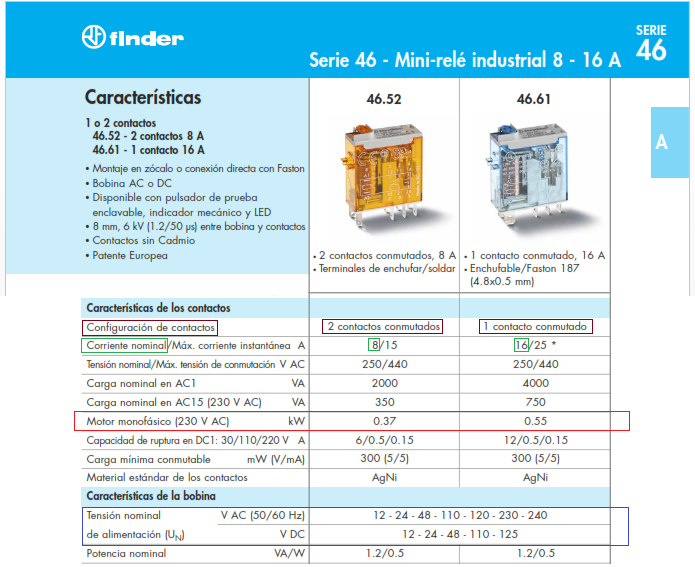 finder
SERIE
46
Serie 46 - Mini-relé industrial 8 - 16 A
Características
46.52
46.61
1 o 2 contactos
46.52 - 2 contactos 8 A
46.61 - 1 contacto 16 A
A
• Montaje en zócalo o conexión directa con Faston
• Bobina AC o DC
• Disponible con pulsador de prueba
enclavable, indicador mecánico y LED
• 8 mm, 6 kV (1.2/50 µs) entre bobina y contactos
• Contactos sin Cadmio
• Patente Europea
• 2 contactos conmutados, 8 A
• Terminales de enchufar/soldar
• 1 contacto conmutado, 16 A
• Enchufable/Faston 187
(4.8x0.5 mm)
Características de los contactos
Configuración de contactos 2 contactos conmutados 1 contacto conmutado
Corriente nominal/Máx. corriente instantánea A 8/15 16/25 *
Tensión nominal/Máx. tensión de conmutación V AC 250/440 250/440
Carga nominal en AC1 VA 2000 4000
Carga nominal en AC15 (230 V AC) VA 350 750
Motor monofásico (230 V AC) kW 0.37 0.55
Capacidad de ruptura en DC1: 30/110/220 V A 6/0.5/0.15 12/0.5/0.15
Carga mínima conmutable mW (V/mA) 300 (5/5) 300 (5/5)
Material estándar de los contactos AgNi AgNi
Características de la bobina
Tensión nominal V AC (50/60 Hz) 12 - 24 - 48 - 110 - 120 - 230 - 240
de alimentación (UN) V DC 12 - 24 - 48 - 110 - 125
Potencia nominal VA/W 1.2/0.5 1.2/0.5